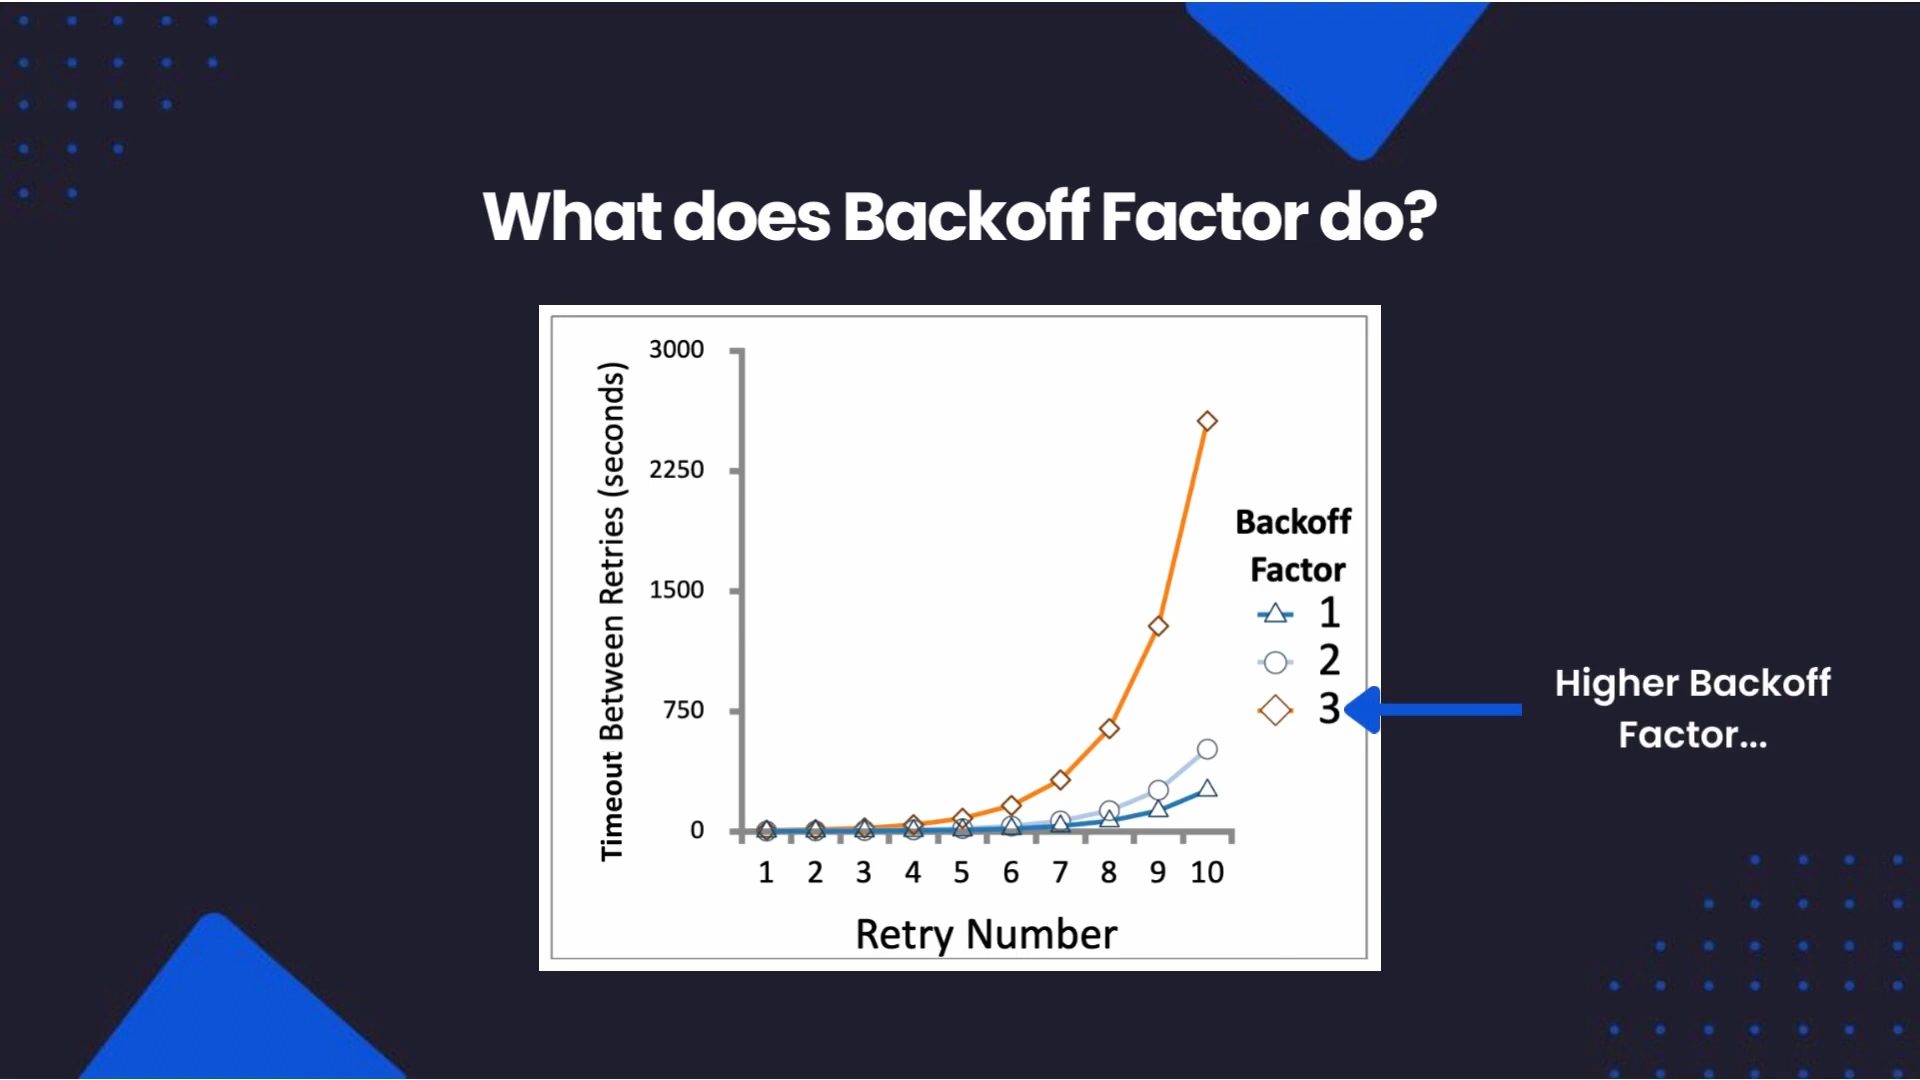 What does Backoff Factor do?
Timeout Between Retries (seconds)
3000
2250
1500
750
0
1 2 3 4 5 6 7 8 9 10
Retry Number
Backoff
Factor
1
2
3
Higher Backoff
Factor...